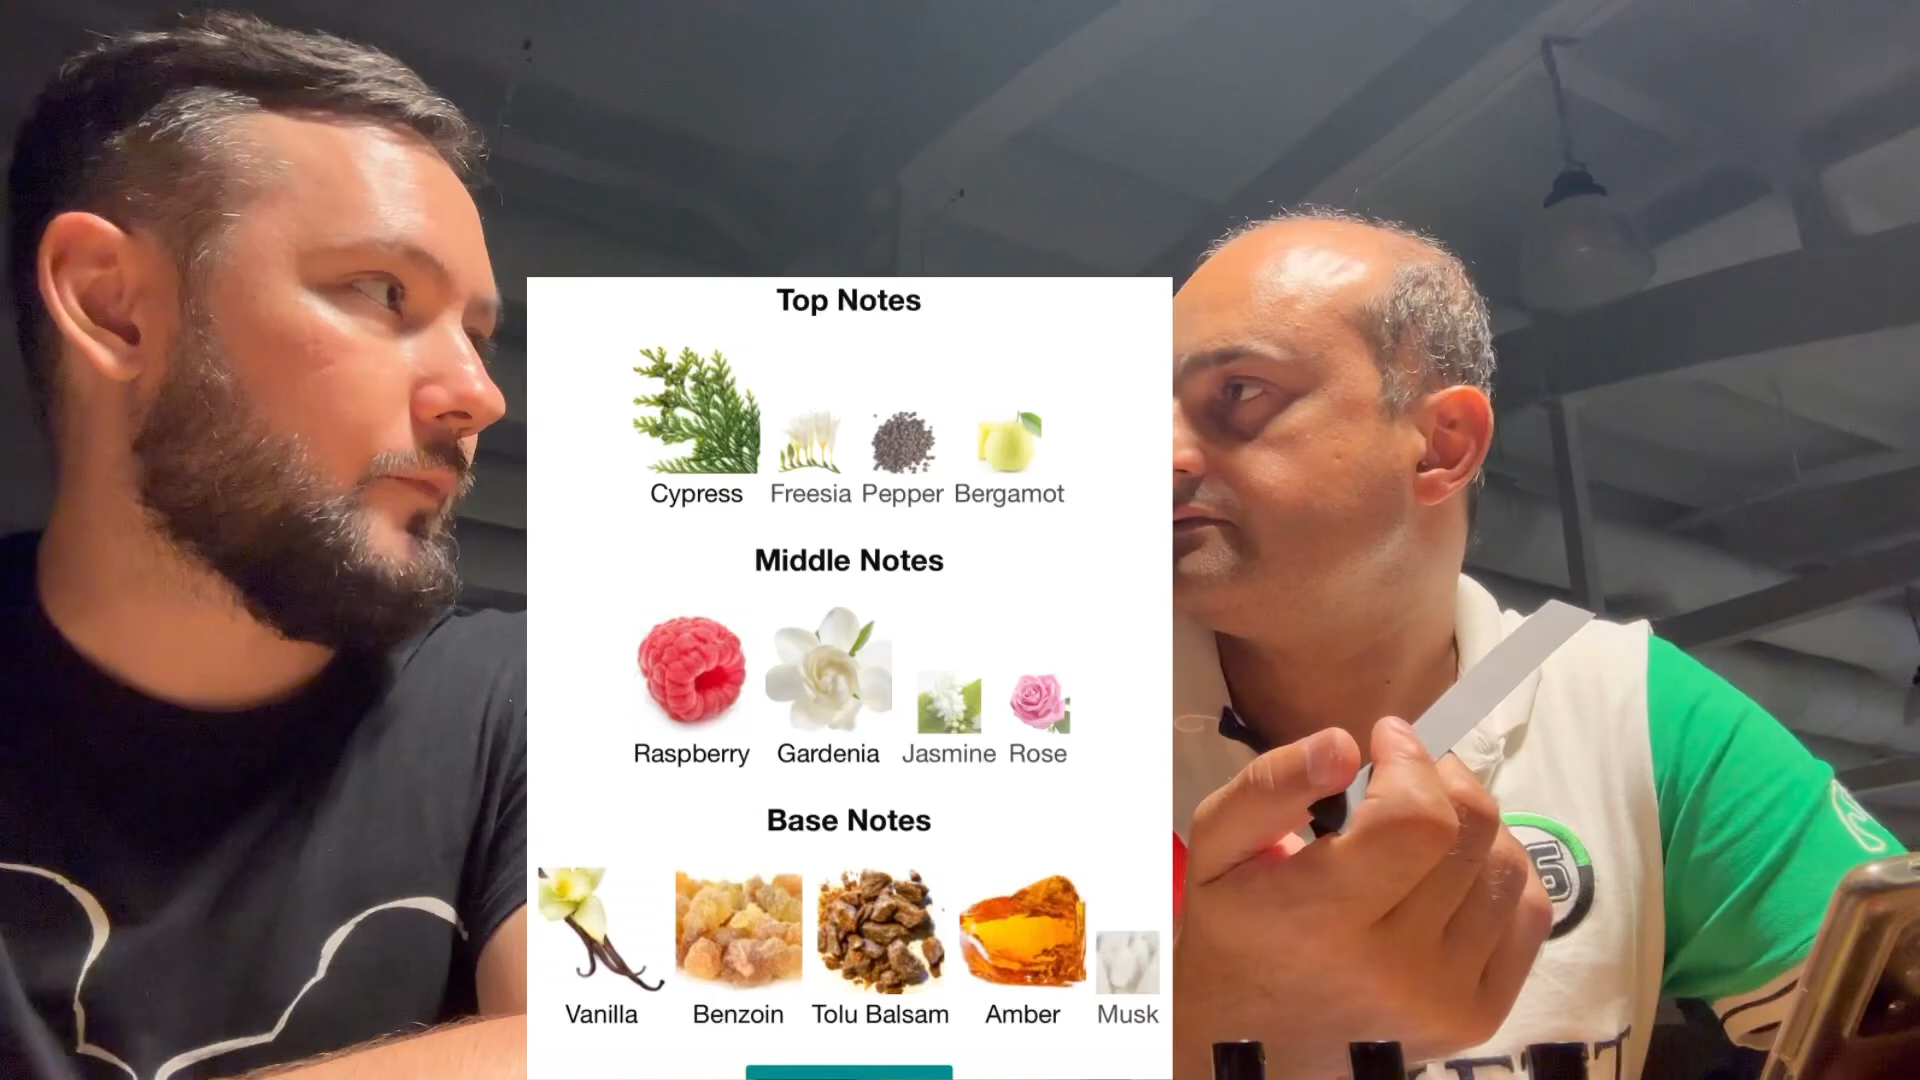 Top Notes
Cypress Freesia Pepper Bergamot
Middle Notes
Raspberry Gardenia Jasmine Rose
Base Notes
Vanilla Benzoin Tolu Balsam Amber Musk
6